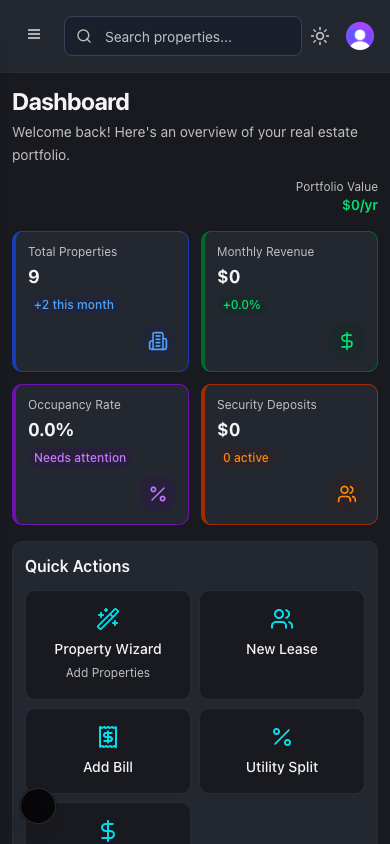 Search properties...
Dashboard
Welcome back! Here's an overview of your real estate
portfolio.
Portfolio Value
$0/yr
Total Properties
9
+2 this month
Monthly Revenue
$0
+0.0%
Occupancy Rate
0.0%
Needs attention
Security Deposits
$0
0 active
Quick Actions
Property Wizard
Add Properties
New Lease
Add Bill
Utility Split